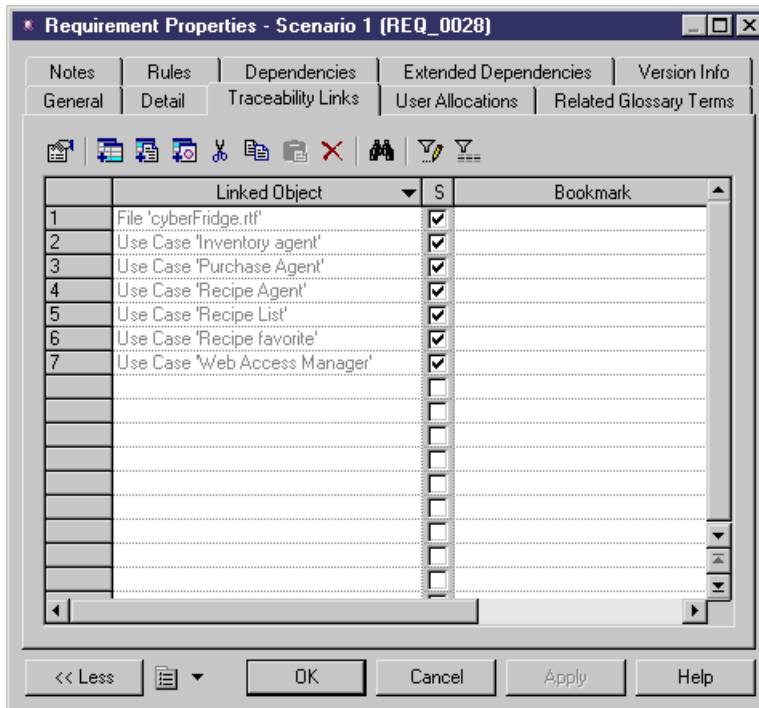 Requirement Properties - Scenario 1 (REQ_0028)
Notes Rules Dependencies Extended Dependencies Version Info
General Detail Traceability Links User Allocations Related Glossary Terms
Linked Object S Bookmark
1 File 'cyberFridge.rtf'
2 Use Case 'Inventory agent'
3 Use Case 'Purchase Agent'
4 Use Case 'Recipe Agent'
5 Use Case 'Recipe List'
6 Use Case 'Recipe favorite'
7 Use Case 'Web Access Manager'
<< Less OK Cancel Apply Help